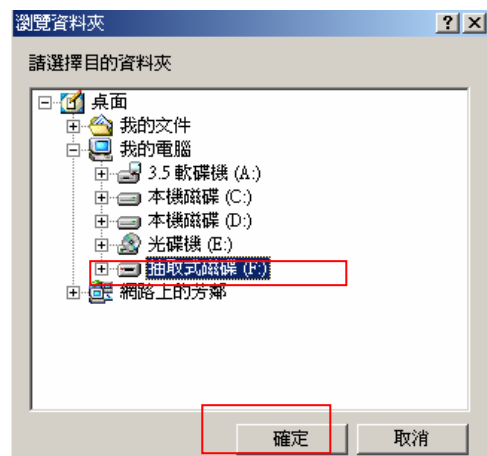 瀏覽資料夾
請選擇目的資料夾
桌面
我的文件
我的電腦
3.5 軟碟機 (A:)
本機磁碟 (C:)
本機磁碟 (D:)
光碟機 (E:)
抽取式磁碟 (F:)
網路上的芳鄰
確定
取消